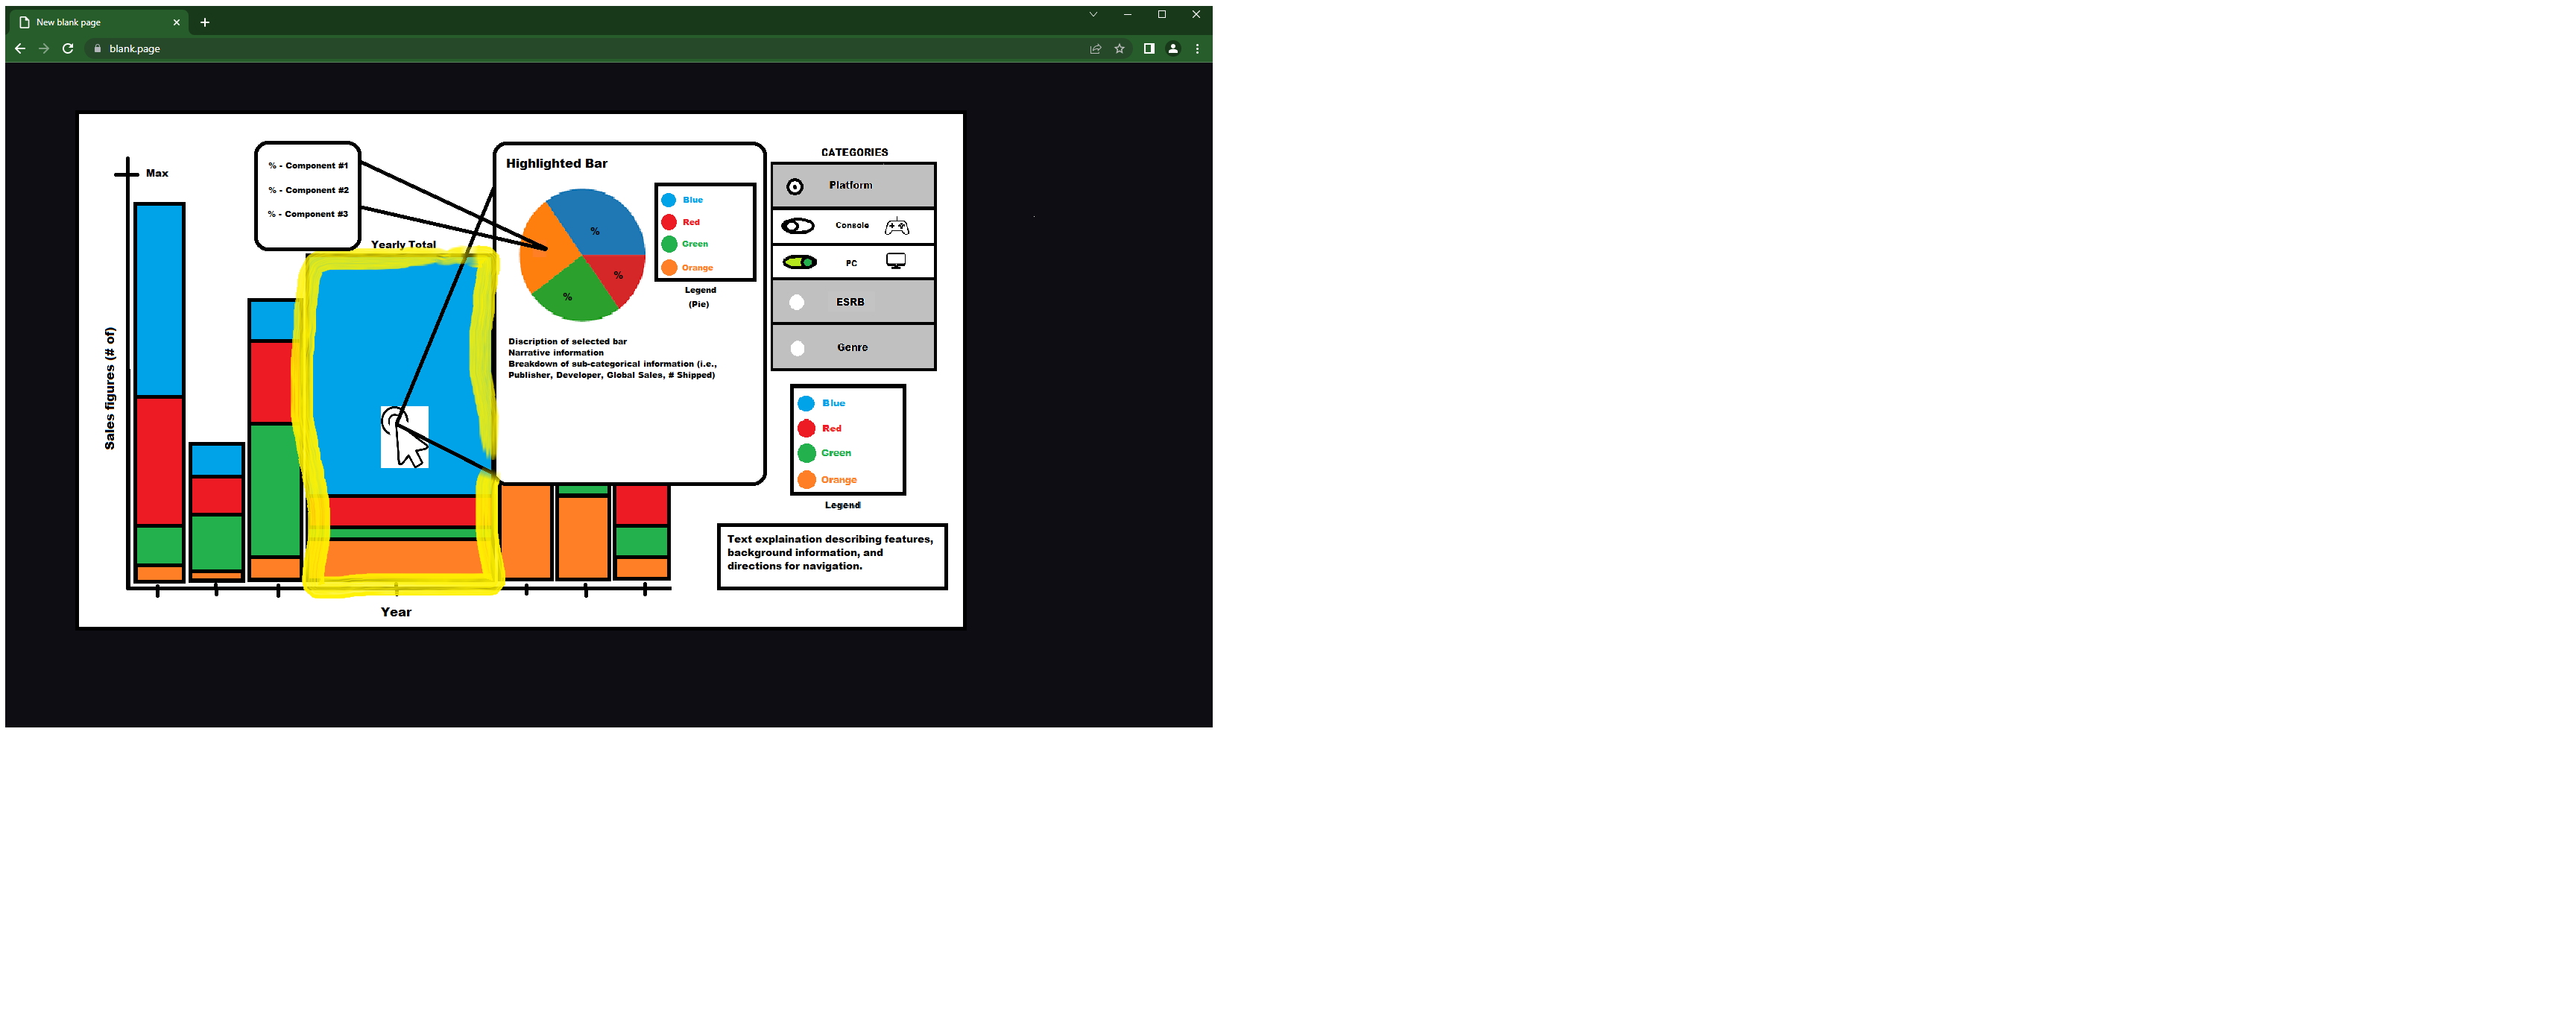 New blank page
blank.page
% - Component #1
% - Component #2
% - Component #3
Max
Yearly Total
Sales figures (# of)
Year
Highlighted Bar
%
%
%
Blue
Red
Green
Orange
Legend
(Pie)
Discription of selected bar
Narrative information
Breakdown of sub-categorical information (i.e.,
Publisher, Developer, Global Sales, # Shipped)
CATEGORIES
Platform
Console
PC
ESRB
Genre
Blue
Red
Green
Orange
Legend
Text explaination describing features,
background information, and
directions for navigation.